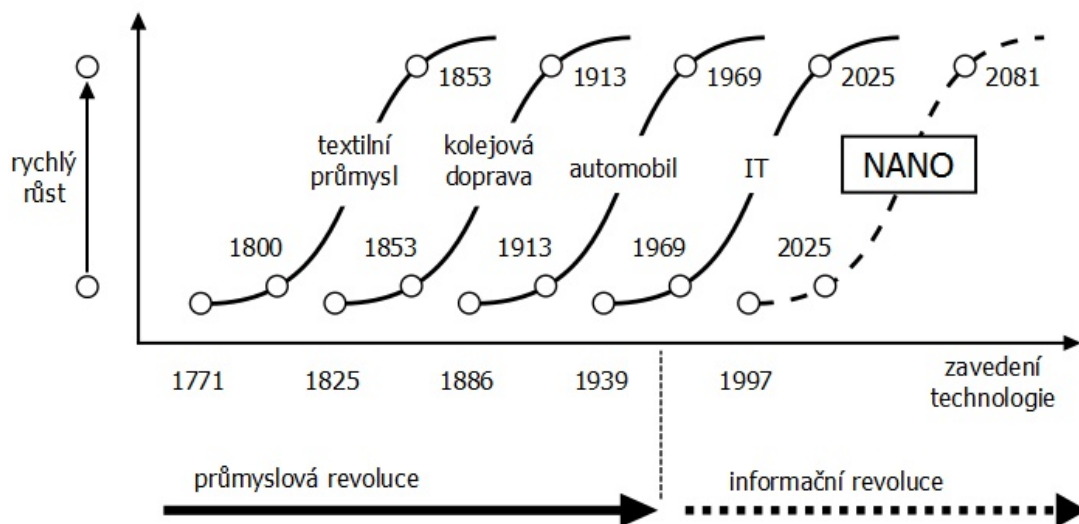 1853
1913
1969
2025
2081
rychlý
růst
textilní
průmysl
kolejová
doprava
automobil
IT
NANO
1800
1853
1913
1969
2025
1771
1825
1886
1939
1997
zavedení
technologie
průmyslová revoluce
informační revoluce